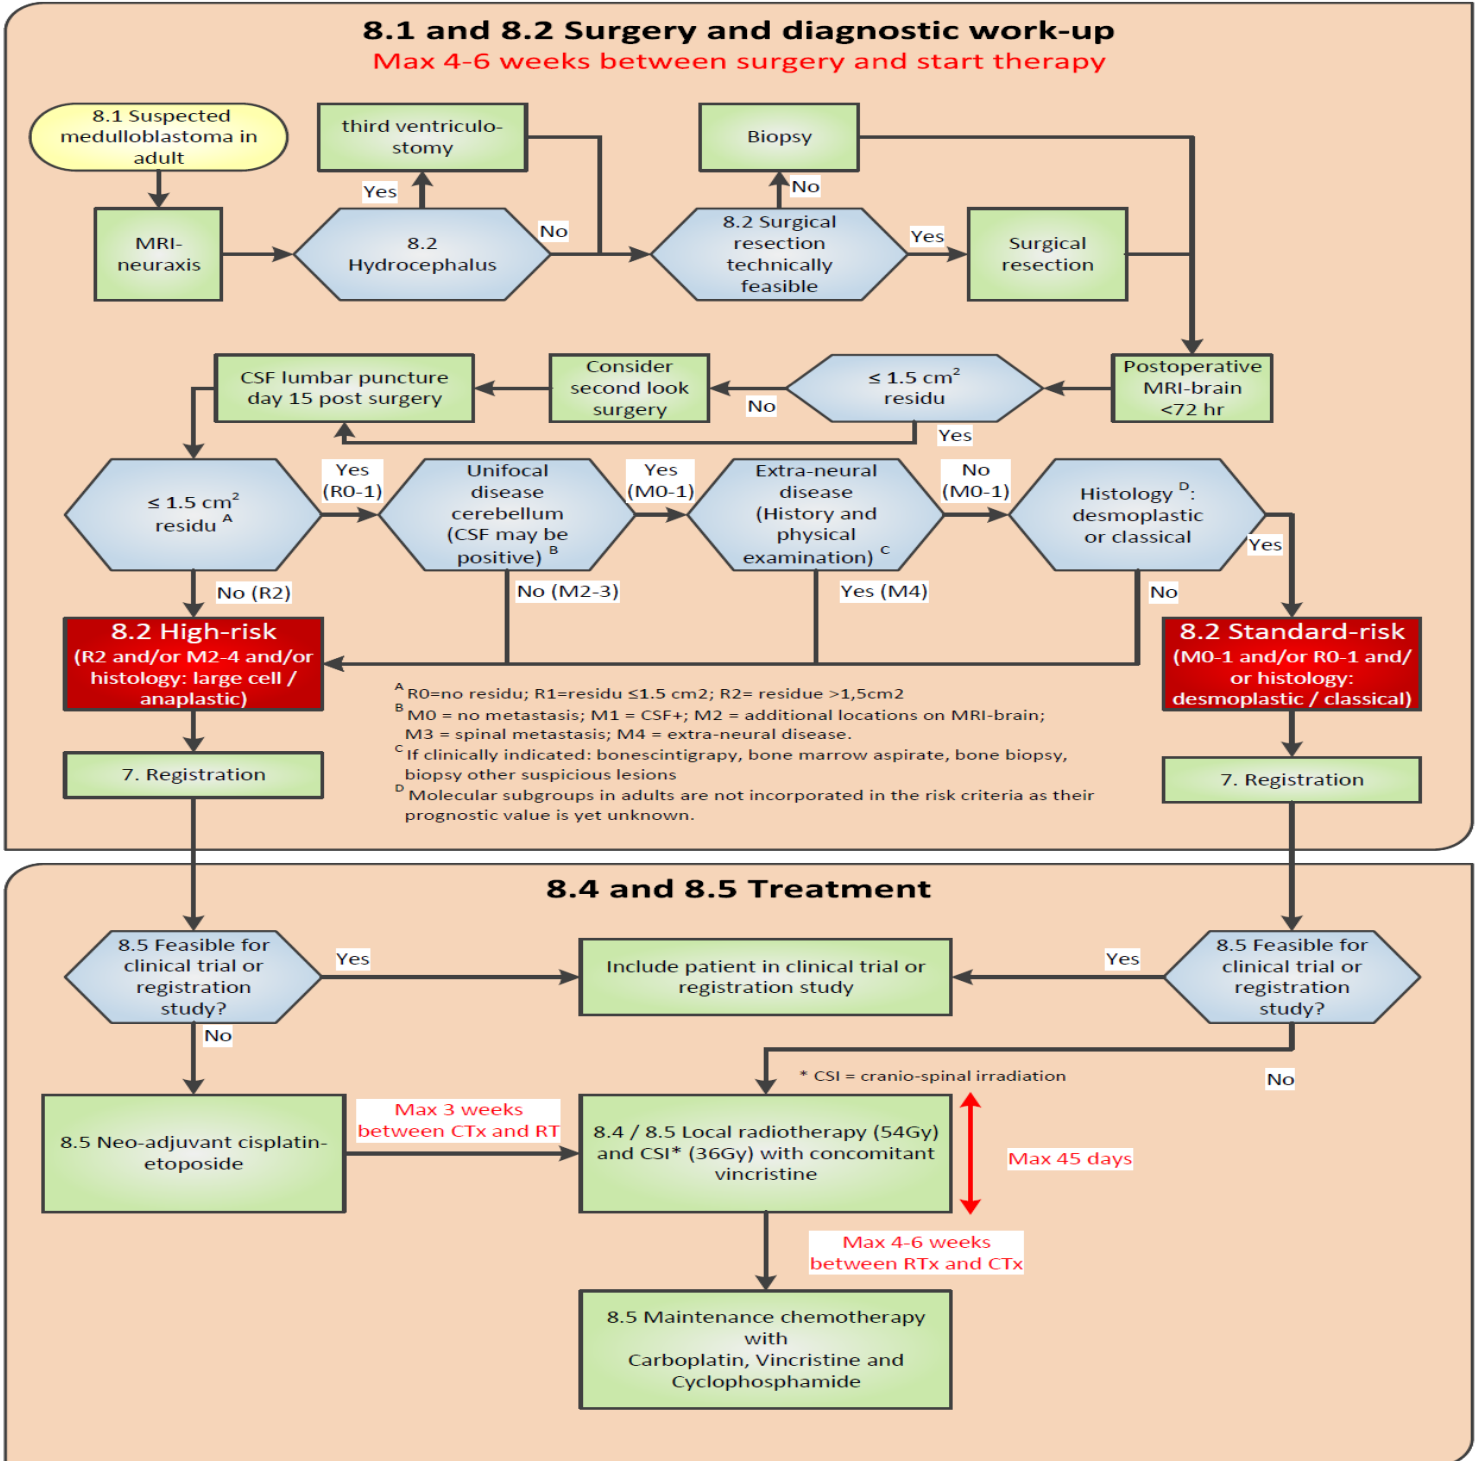 8.1 and 8.2 Surgery and diagnostic work-up
Max 4-6 weeks between surgery and start therapy
8.1 Suspected
medulloblastoma in
adult
third ventriculo-
stomy
Biopsy
Yes
No
MRI-
neuraxis
8.2
Hydrocephalus
No
8.2 Surgical
resection
technically
feasible
Yes
Surgical
resection
CSF lumbar puncture
day 15 post surgery
Consider
second look
surgery
No
≤ 1.5 cm²
residu
Yes
Postoperative
MRI-brain
<72 hr
≤ 1.5 cm²
residu A
Yes
(R0-1)
Unifocal
disease
cerebellum
(CSF may be
positive) B
Yes
(M0-1)
Extra-neural
disease
(History and
physical
examination) C
No
(M0-1)
Histology D:
desmoplastic
or classical
Yes
No (R2)
No (M2-3)
Yes (M4)
No
8.2 High-risk
(R2 and/or M2-4 and/or
histology: large cell /
anaplastic)
8.2 Standard-risk
(M0-1 and/or R0-1 and/
or histology:
desmoplastic / classical)
A R0=no residu; R1=residu ≤1.5 cm2; R2= residue >1,5cm2
B M0 = no metastasis; M1 = CSF+; M2 = additional locations on MRI-brain;
M3 = spinal metastasis; M4 = extra-neural disease.
C If clinically indicated: bonescintigrapy, bone marrow aspirate, bone biopsy,
biopsy other suspicious lesions
D Molecular subgroups in adults are not incorporated in the risk criteria as their
prognostic value is yet unknown.
7. Registration
7. Registration
8.4 and 8.5 Treatment
8.5 Feasible for
clinical trial or
registration
study?
Yes
Include patient in clinical trial or
registration study
Yes
8.5 Feasible for
clinical trial or
registration
study?
No
* CSI = cranio-spinal irradiation
No
8.5 Neo-adjuvant cisplatin-
etoposide
Max 3 weeks
between CTx and RT
8.4 / 8.5 Local radiotherapy (54Gy)
and CSI* (36Gy) with concomitant
vincristine
Max 45 days
Max 4-6 weeks
between RTx and CTx
8.5 Maintenance chemotherapy
with
Carboplatin, Vincristine and
Cyclophosphamide